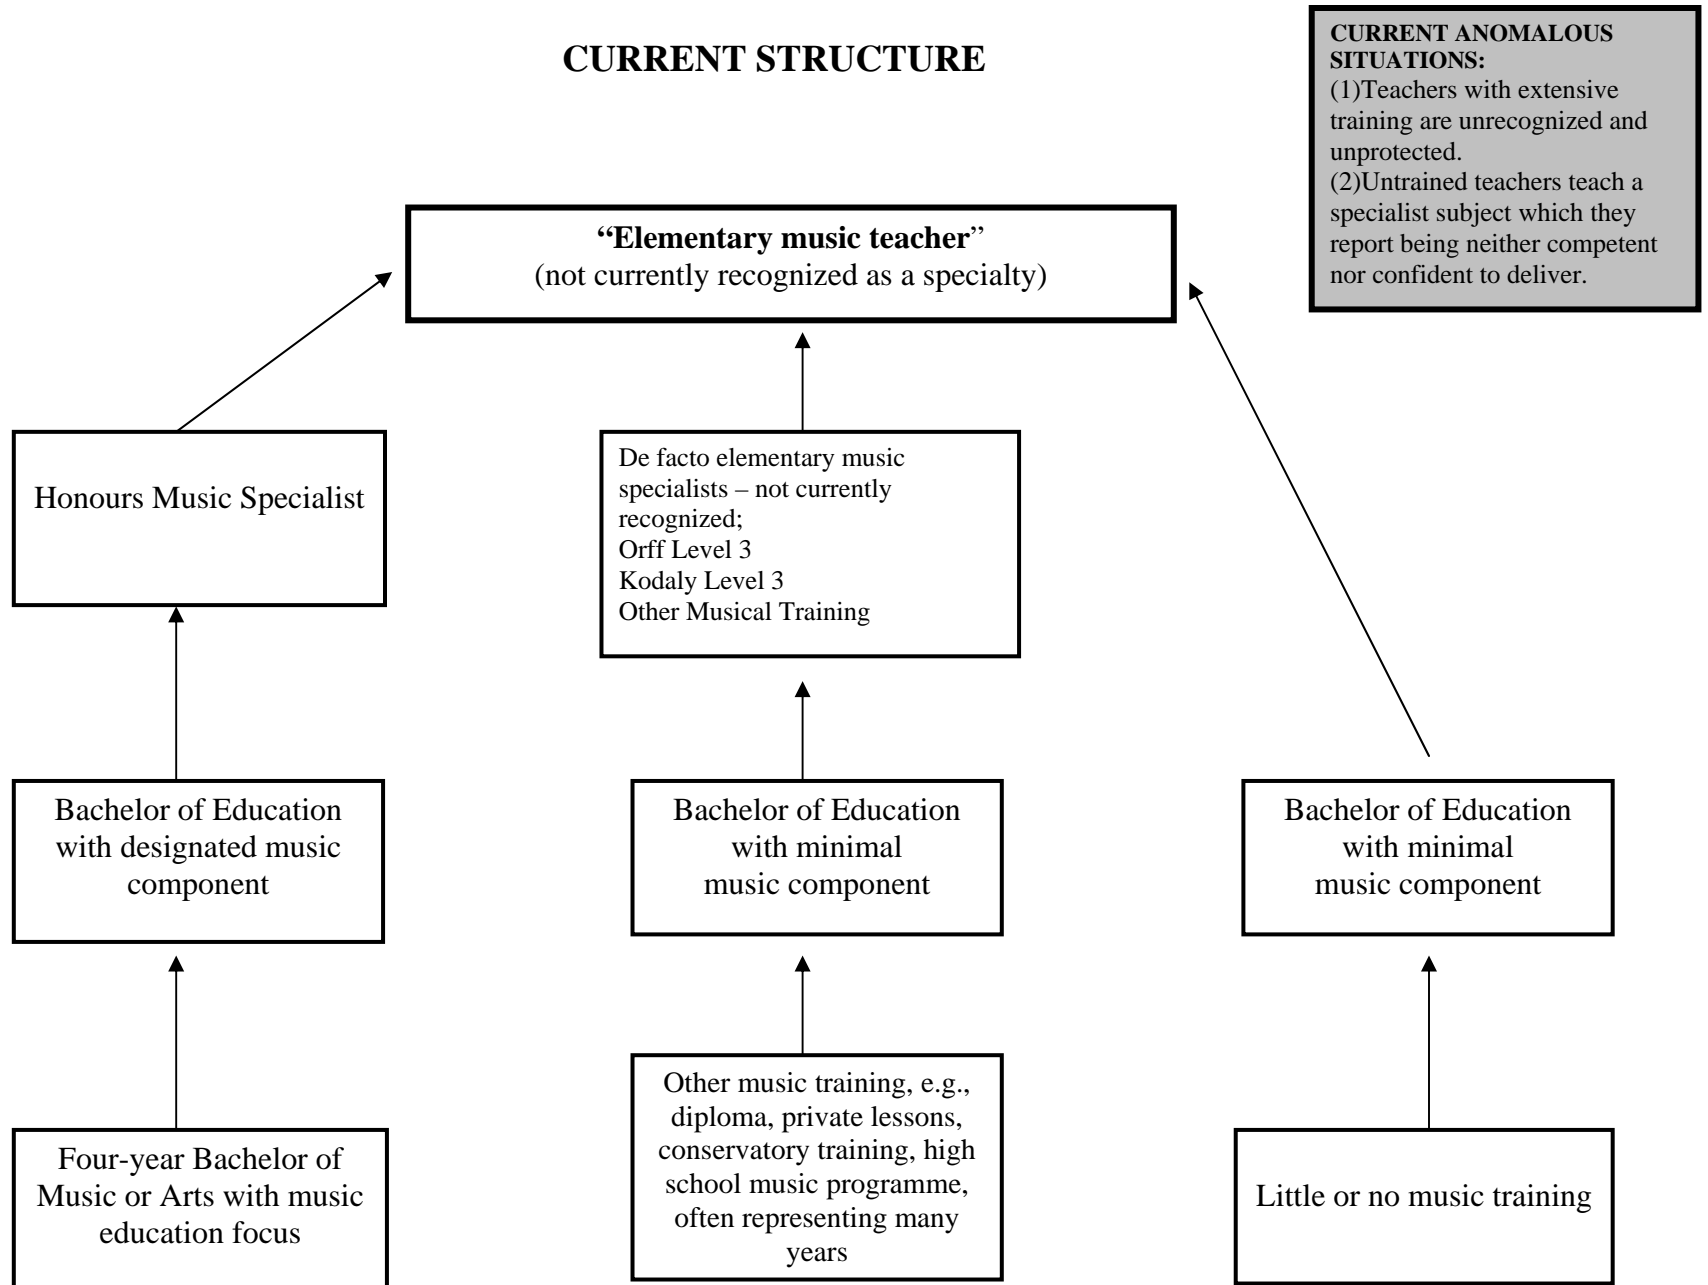 CURRENT STRUCTURE
CURRENT ANOMALOUS
SITUATIONS:
(1)Teachers with extensive
training are unrecognized and
unprotected.
(2)Untrained teachers teach a
specialist subject which they
report being neither competent
nor confident to deliver.
“Elementary music teacher”
(not currently recognized as a specialty)
Honours Music Specialist
De facto elementary music
specialists – not currently
recognized;
Orff Level 3
Kodaly Level 3
Other Musical Training
Bachelor of Education
with designated music
component
Bachelor of Education
with minimal
music component
Bachelor of Education
with minimal
music component
Four-year Bachelor of
Music or Arts with music
education focus
Other music training, e.g.,
diploma, private lessons,
conservatory training, high
school music programme,
often representing many
years
Little or no music training